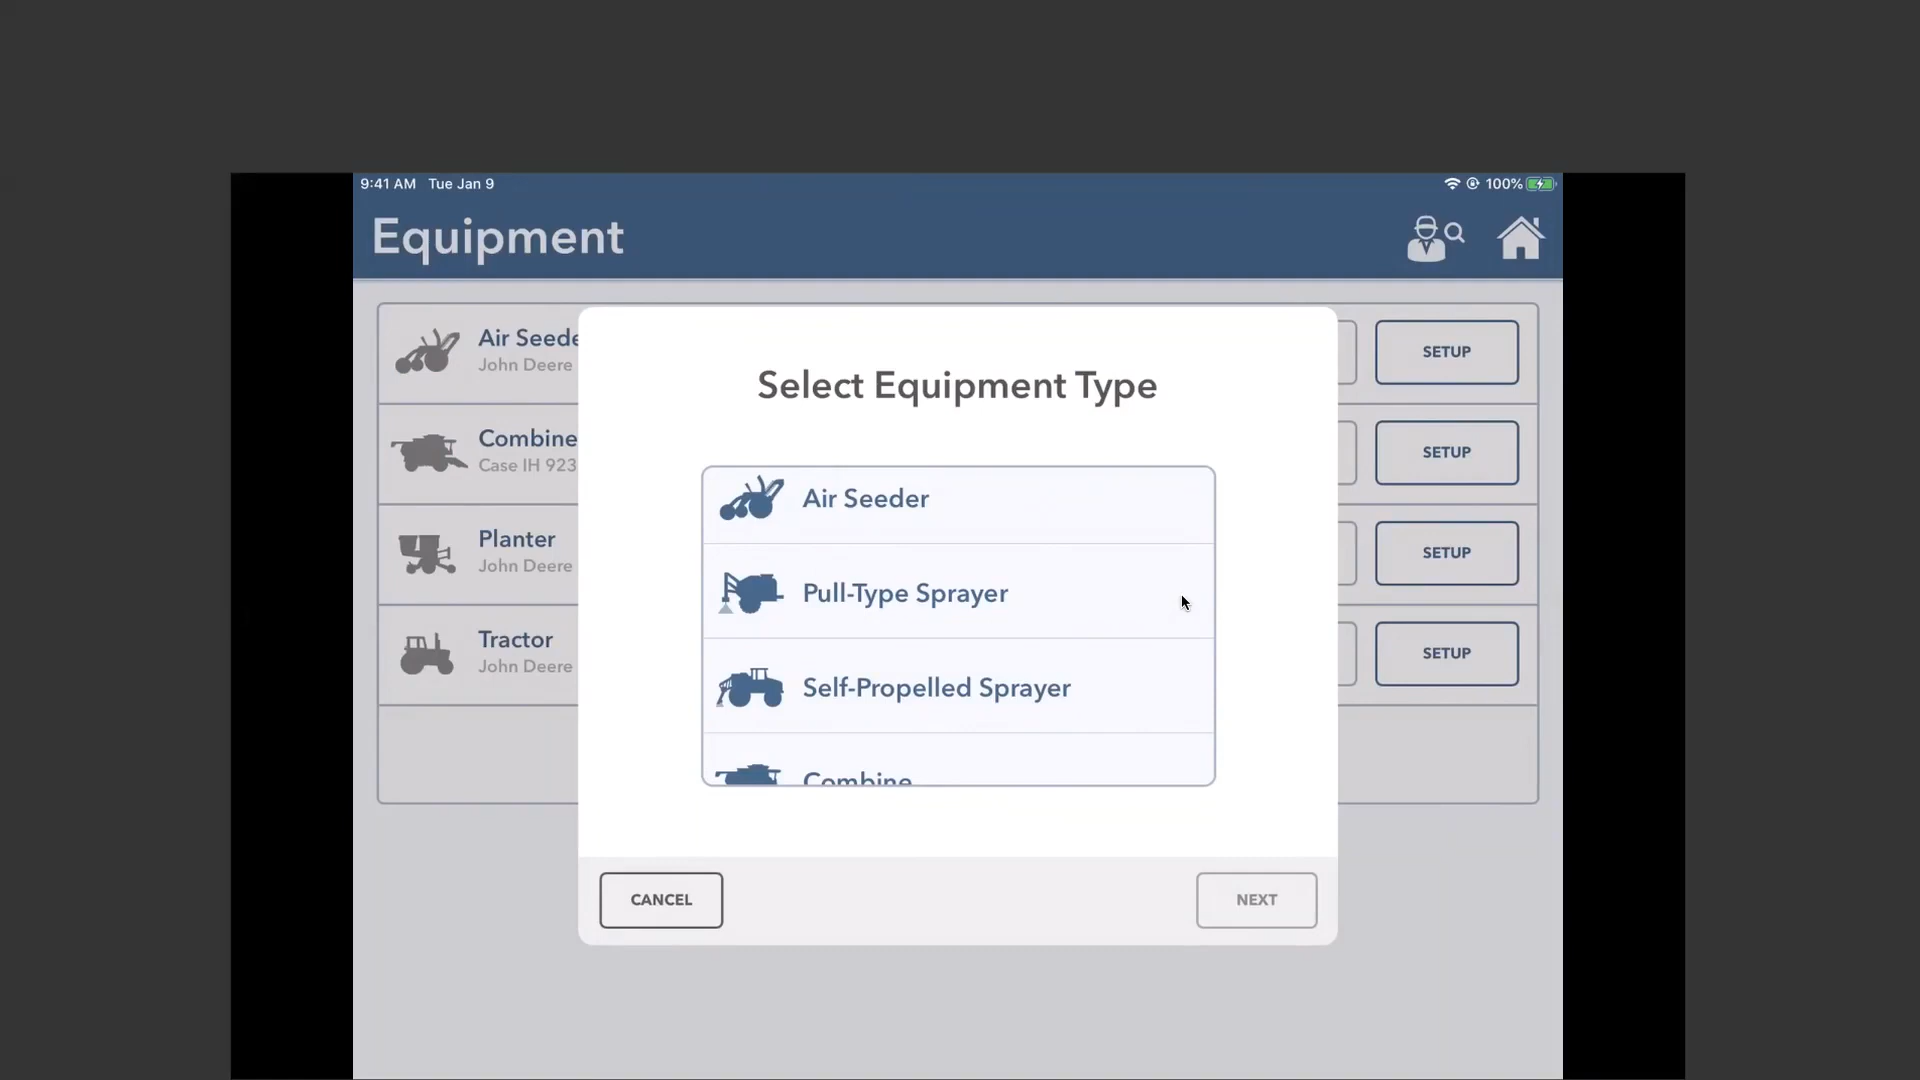 9:41 AM Tue Jan 9
100%
Equipment
Air Seede
John Deere
SETUP
Combine
Case IH 923
SETUP
Planter
John Deere
SETUP
Tractor
John Deere
SETUP
Select Equipment Type
Air Seeder
Pull-Type Sprayer
Self-Propelled Sprayer
Combine
CANCEL
NEXT